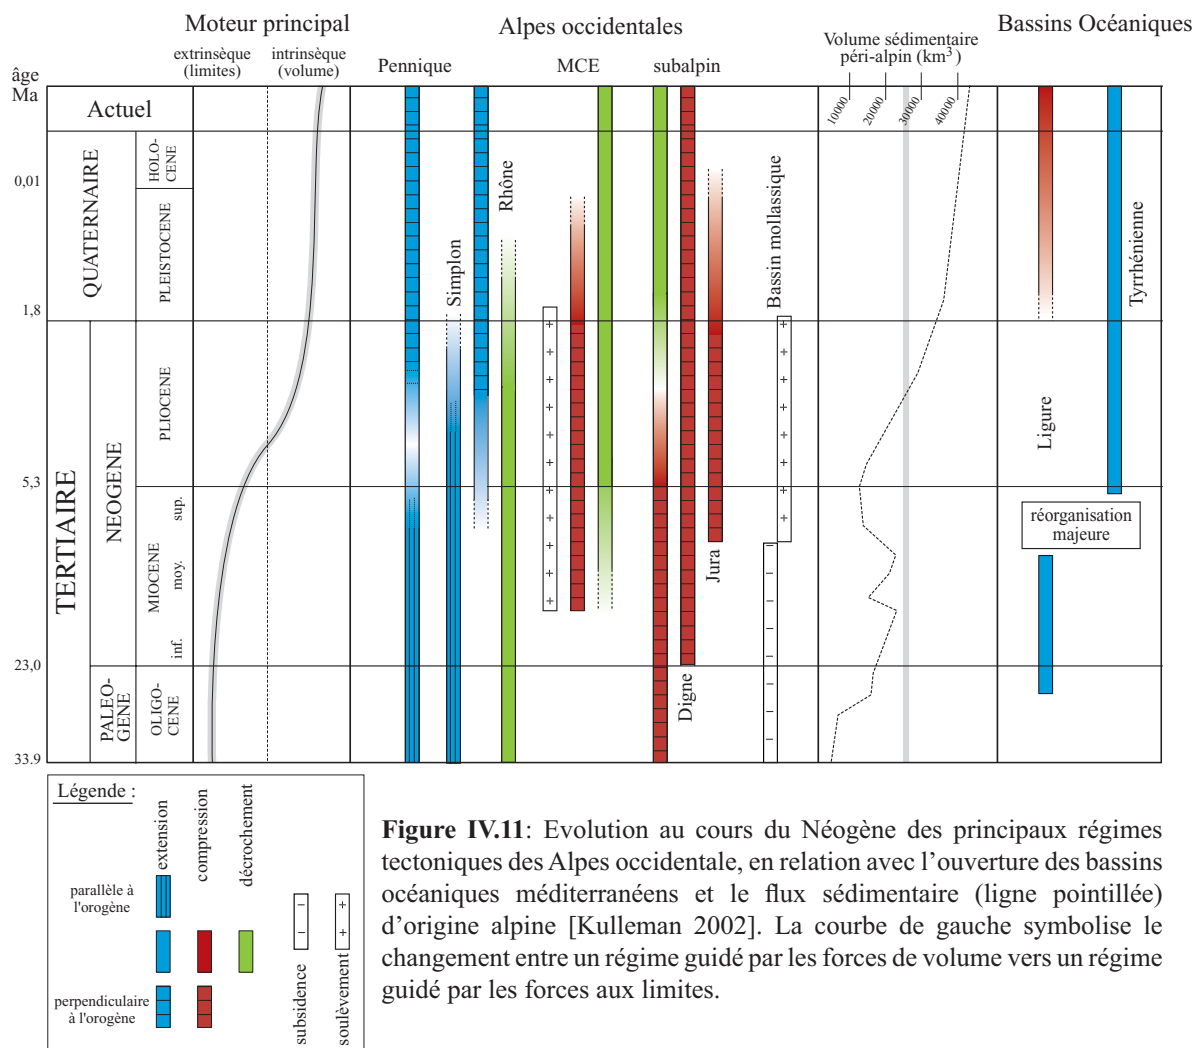 Moteur principal
Alpes occidentales
Bassins Océaniques
extrinsèque
(limites)
intrinsèque
(volume)
Pennique
MCE
subalpin
Volume sédimentaire
péri-alpin (km³)
âge
Ma
10000
20000
30000
40000
Actuel
QUATERNAIRE
HOLO-
CENE
0,01
PLEISTOCENE
1.8
TERTIAIRE
NEOGENE
PLIOCENE
5,3
MIOCENE
sup.
moy.
inf.
23,0
PALEO-
GENE
OLIGO-
CENE
33.9
Simplon
Rhône
Digne
Jura
Bassin mollassique
Ligure
Tyrrhénienne
réorganisation
majeure
Légende :
extension
compression
décrochement
parallèle à
l'orogène
perpendiculaire
à l'orogène
subsidence
soulèvement
Figure IV.11: Evolution au cours du Néogène des principaux régimes
tectoniques des Alpes occidentale, en relation avec l’ouverture des bassins
océaniques méditerranéens et le flux sédimentaire (ligne pointillée)
d’origine alpine [Kulleman 2002]. La courbe de gauche symbolise le
changement entre un régime guidé par les forces de volume vers un régime
guidé par les forces aux limites.